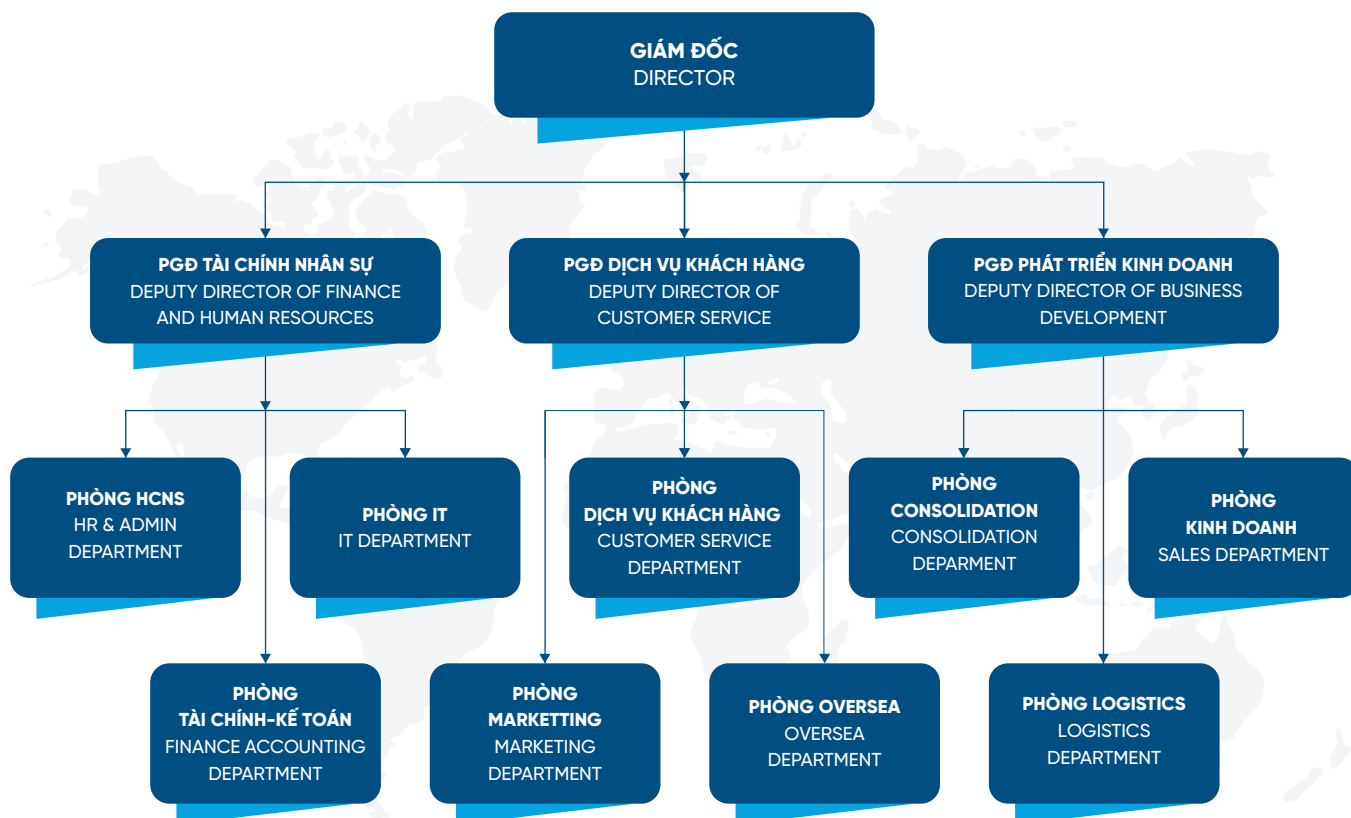 GIÁM ĐỐC
DIRECTOR
PGĐ TÀI CHÍNH NHÂN SỰ
DEPUTY DIRECTOR OF FINANCE
AND HUMAN RESOURCES
PGĐ DỊCH VỤ KHÁCH HÀNG
DEPUTY DIRECTOR OF
CUSTOMER SERVICE
PGĐ PHÁT TRIỂN KINH DOANH
DEPUTY DIRECTOR OF BUSINESS
DEVELOPMENT
PHÒNG HCNS
HR & ADMIN
DEPARTMENT
PHÒNG IT
IT DEPARTMENT
PHÒNG
DỊCH VỤ KHÁCH HÀNG
CUSTOMER SERVICE
DEPARTMENT
PHÒNG
CONSOLIDATION
CONSOLIDATION
DEPARMENT
PHÒNG
KINH DOANH
SALES DEPARTMENT
PHÒNG
TÀI CHÍNH-KẾ TOÁN
FINANCE ACCOUNTING
DEPARTMENT
PHÒNG
MARKETTING
MARKETING
DEPARTMENT
PHÒNG OVERSEA
OVERSEA
DEPARTMENT
PHÒNG LOGISTICS
LOGISTICS
DEPARTMENT